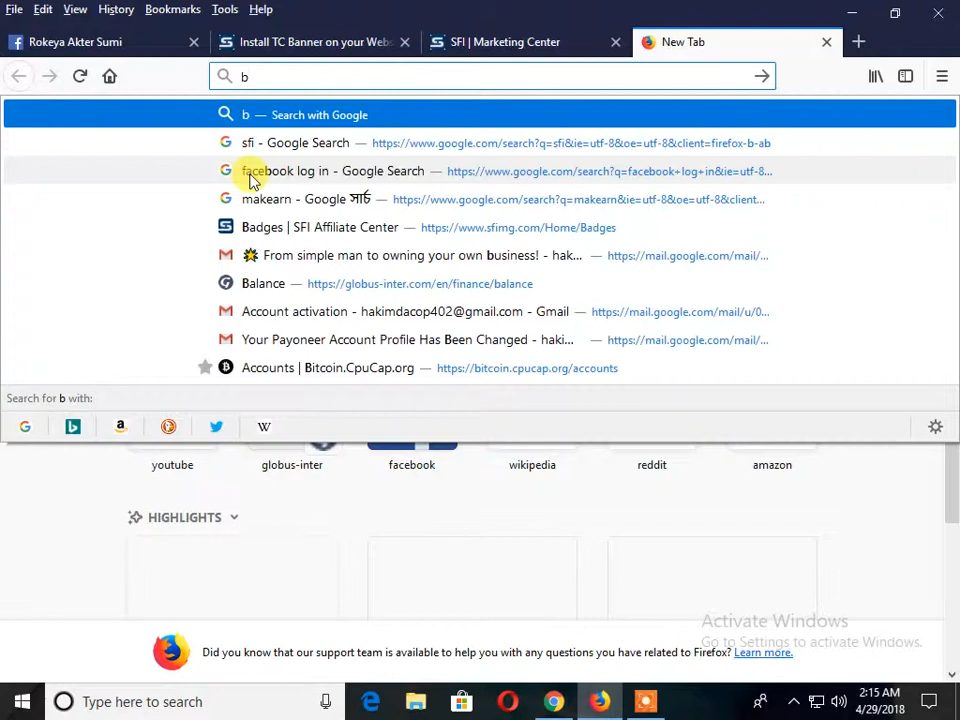 File Edit View History Bookmarks Tools Help
Rokeya Akter Sumi
Install TC Banner on your Webs
SFI | Marketing Center
New Tab
b
b — Search with Google
sfi - Google Search — https://www.google.com/search?q=sfi&ie=utf-8&oe=utf-8&client=firefox-b-ab
facebook log in - Google Search — https://www.google.com/search?q=facebook+log+in&ie=utf-8...
makearn - Google সার্চ — https://www.google.com/search?q=makearn&ie=utf-8&oe=utf-8&client...
Badges | SFI Affiliate Center — https://www.sfimg.com/Home/Badges
From simple man to owning your own business! - hak... — https://mail.google.com/mail/...
Balance — https://globus-inter.com/en/finance/balance
Account activation - hakimdacop402@gmail.com - Gmail — https://mail.google.com/mail/u/0...
Your Payoneer Account Profile Has Been Changed - haki... — https://mail.google.com/mail/...
Accounts | Bitcoin.CpuCap.org — https://bitcoin.cpucap.org/accounts
Search for b with:
youtube globus-inter facebook wikipedia reddit amazon
HIGHLIGHTS
Activate Windows
Go to Settings to activate Windows.
Did you know that our support team is available to help you with any questions you have related to Firefox? Learn more.
Type here to search
2:15 AM
4/29/2018